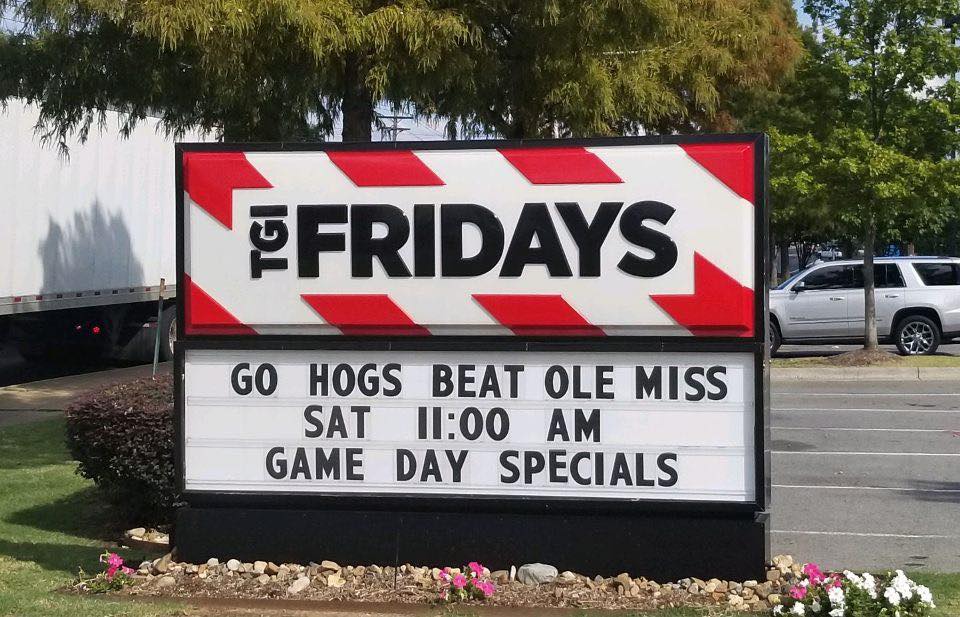 TGI FRIDAYS
GO HOGS BEAT OLE MISS
SAT 11:00 AM
GAME DAY SPECIALS